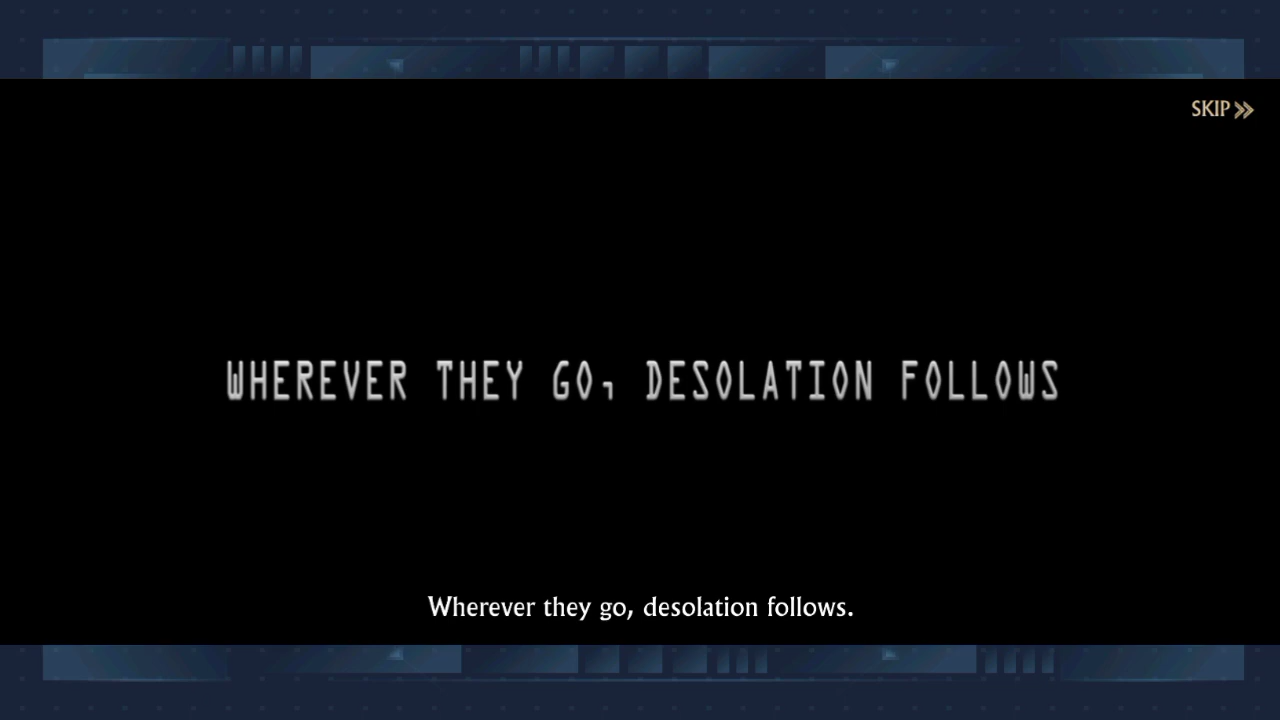 SKIP
WHEREVER THEY GO, DESOLATION FOLLOWS
Wherever they go, desolation follows.